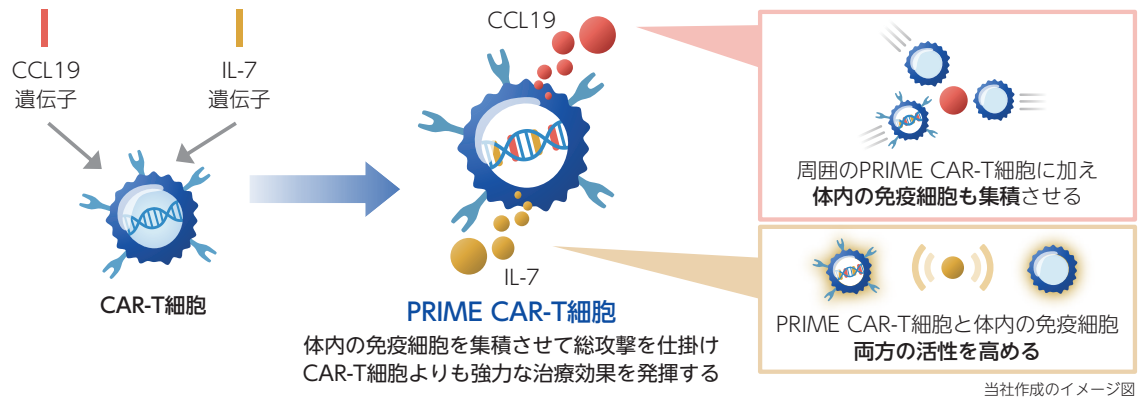 CCL19
遺伝子
IL-7
遺伝子
CAR-T細胞
CCL19
IL-7
PRIME CAR-T細胞
体内の免疫細胞を集積させて総攻撃を仕掛け
CAR-T細胞よりも強力な治療効果を発揮する
周囲のPRIME CAR-T細胞に加え
体内の免疫細胞も集積させる
PRIME CAR-T細胞と体内の免疫細胞
両方の活性を高める
当社作成のイメージ図